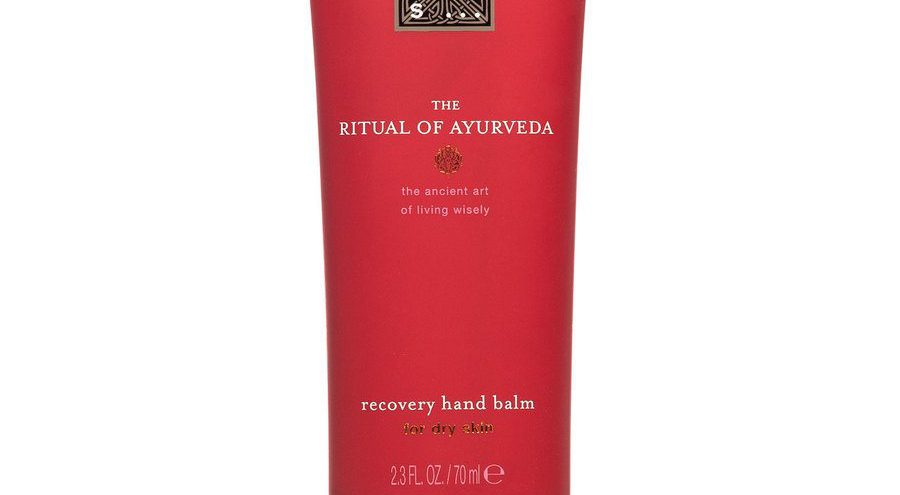 S ...
THE
RITUAL OF AYURVEDA
the ancient art
of living wisely
recovery hand balm
for dry skin
2.3 FL. OZ. / 70 ml ℮